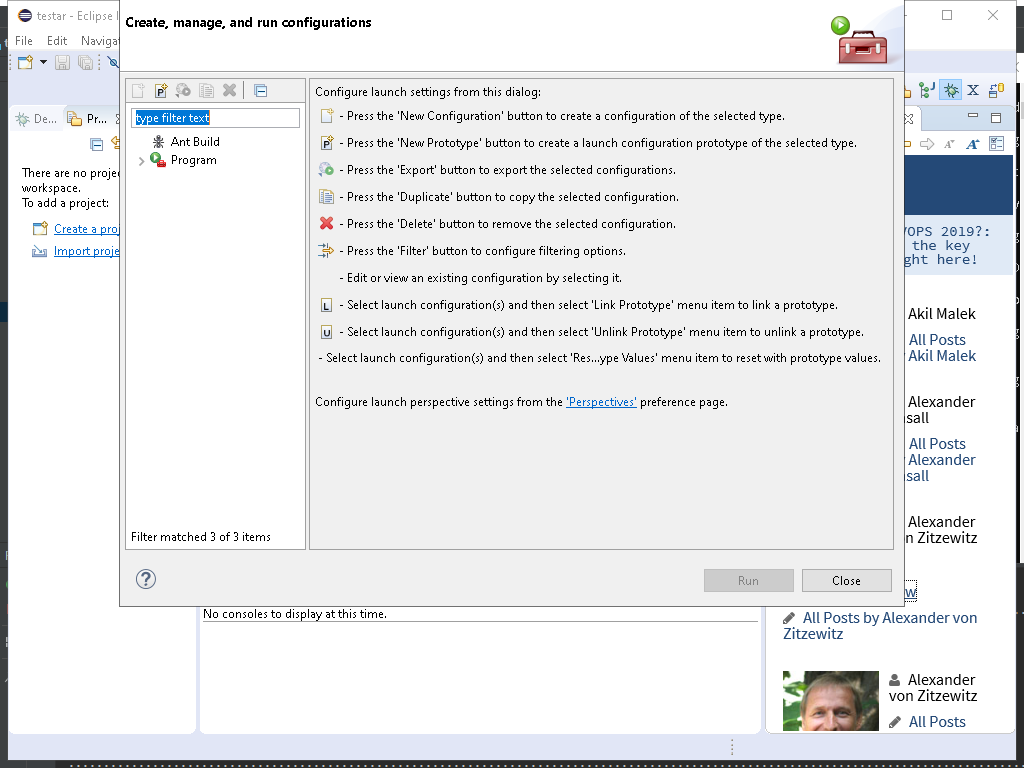 testar - Eclipse I
Create, manage, and run configurations
File Edit Naviga
De...
Pr...
type filter text
Ant Build
Program
Filter matched 3 of 3 items
Configure launch settings from this dialog:
- Press the 'New Configuration' button to create a configuration of the selected type.
P - Press the 'New Prototype' button to create a launch configuration prototype of the selected type.
- Press the 'Export' button to export the selected configurations.
- Press the 'Duplicate' button to copy the selected configuration.
- Press the 'Delete' button to remove the selected configuration.
- Press the 'Filter' button to configure filtering options.
- Edit or view an existing configuration by selecting it.
L - Select launch configuration(s) and then select 'Link Prototype' menu item to link a prototype.
U - Select launch configuration(s) and then select 'Unlink Prototype' menu item to unlink a prototype.
- Select launch configuration(s) and then select 'Res...ype Values' menu item to reset with prototype values.
Configure launch perspective settings from the 'Perspectives' preference page.
Run
Close
There are no proje
workspace.
To add a project:
Create a proj
Import proje
No consoles to display at this time.
/OPS 2019?:
the key
ght here!
Akil Malek
All Posts
Akil Malek
Alexander
sall
All Posts
Alexander
sall
Alexander
n Zitzewitz
w
All Posts by Alexander von
Zitzewitz
Alexander
von Zitzewitz
All Posts